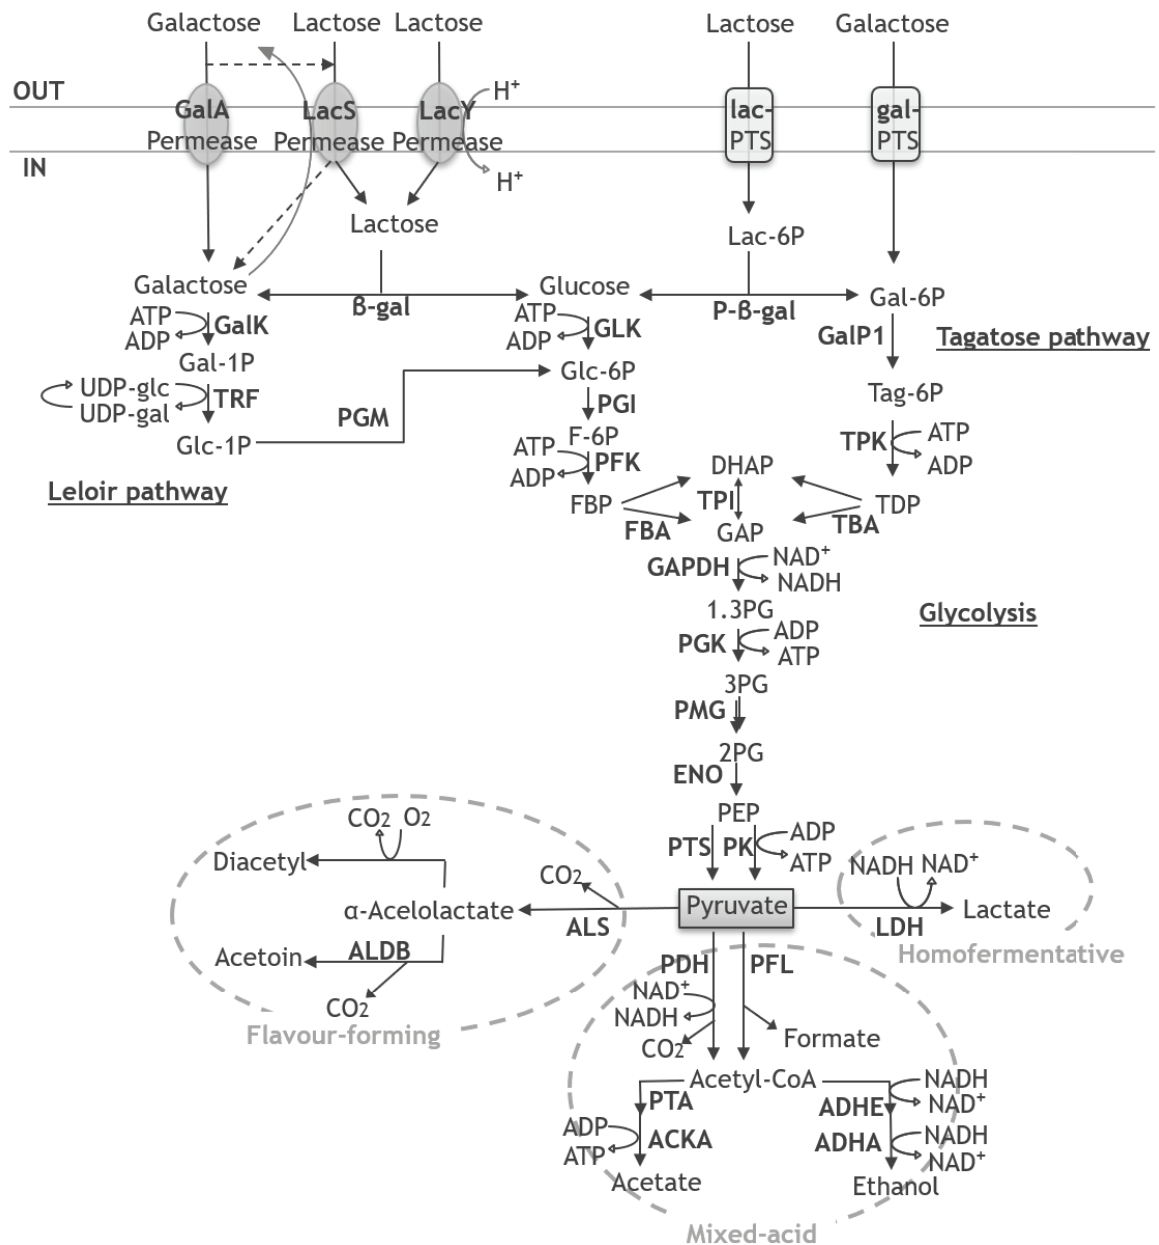 Galactose Lactose Lactose Lactose Galactose
OUT
GalA LacS LacY H+ lac- gal-
Permease Permease Permease PTS PTS
IN
H+
Lactose
Lac-6P
Galactose Glucose Gal-6P
ß-gal P-ß-gal
ATP GalK ATP GLK GalP1 Tagatose pathway
ADP ADP
Gal-1P Glc-6P
UDP-glc TRF PGI Tag-6P
UDP-gal PGM
Glc-1P F-6P TPK ATP
ATP PFK ADP
ADP
Leloir pathway
DHAP
FBP TPI TDP
FBA GAP TBA
GAPDH NAD+
NADH
1.3PG Glycolysis
PGK ADP
ATP
3PG
PMG
2PG
ENO
PEP
CO2 O2 PTS PK ADP
ATP
Diacetyl NADH NAD+
CO2
α-Acelolactate Pyruvate Lactate
ALS LDH
Acetoin ALDB Homofermentative
CO2 PDH PFL
Flavour-forming NAD+
NADH
CO2 Formate
Acetyl-CoA NADH
PTA ADHE NAD+
ADP ACKA ADHA NADH
ATP NAD+
Acetate Ethanol
Mixed-acid